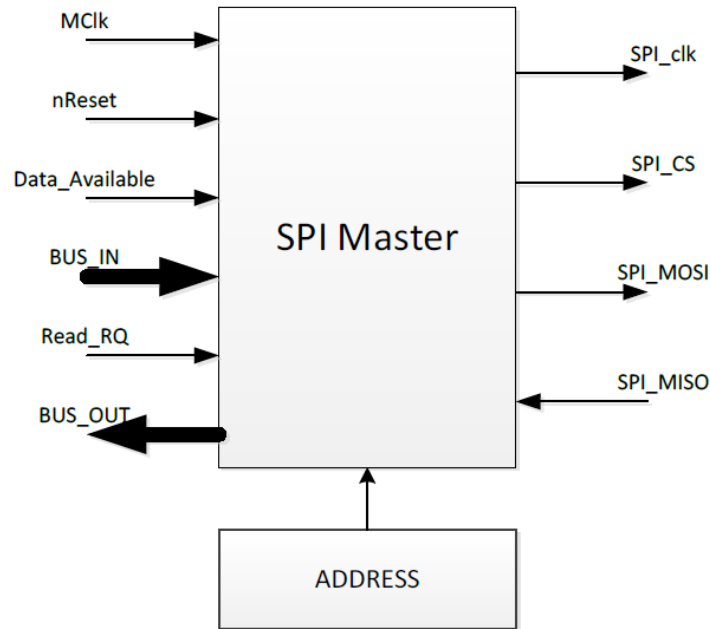 MClk
nReset
Data_Available
BUS_IN
Read_RQ
BUS_OUT
SPI Master
SPI_clk
SPI_CS
SPI_MOSI
SPI_MISO
ADDRESS